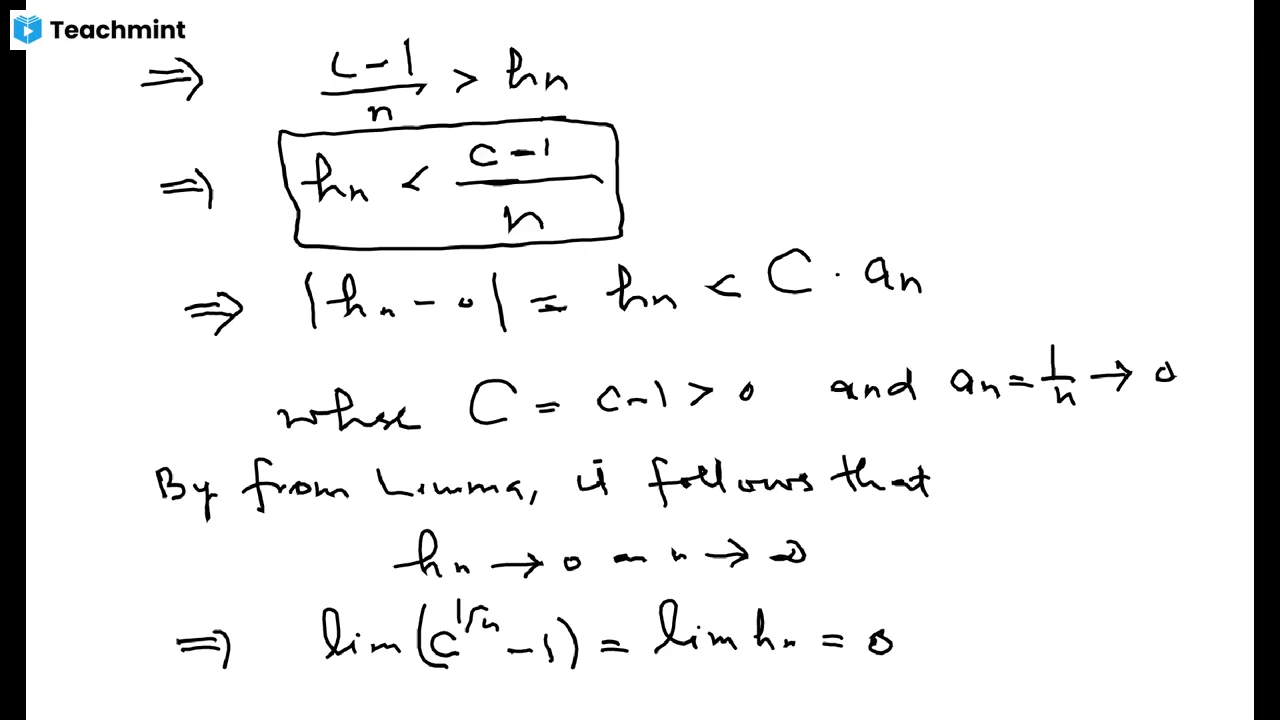 Teachmint
⇒ (c-1)/n > hn
⇒ hn < (c-1)/n
⇒ |hn - 0| = hn < C · an
where C = c-1 > 0 and an = 1/n → 0
By from Lemma, it follows that
hn → 0 as n → ∞
⇒ lim(c^1/n - 1) = lim hn = 0